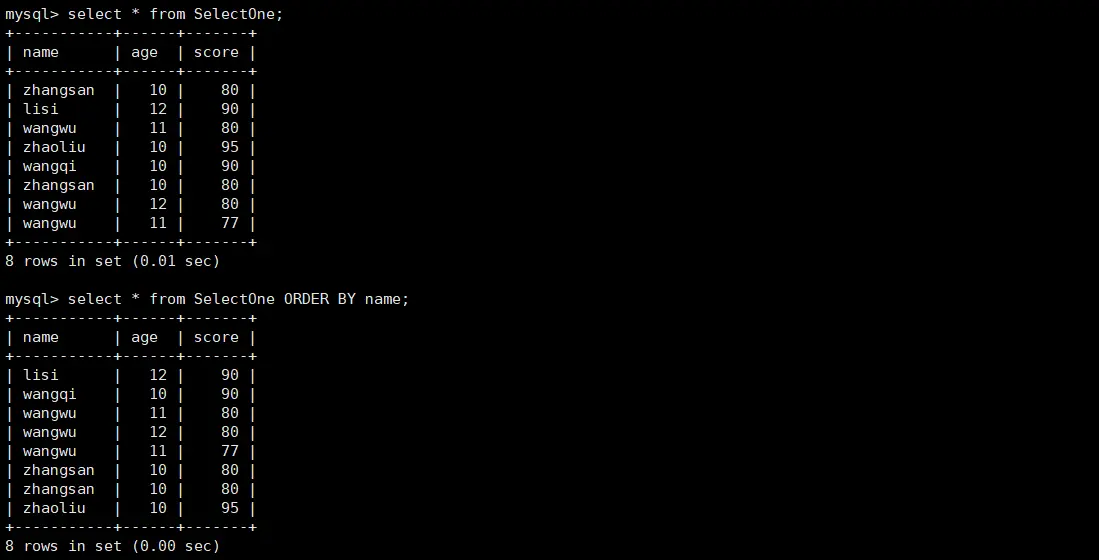 mysql> select * from SelectOne;
+-----------+------+-------+
| name      | age  | score |
+-----------+------+-------+
| zhangsan  |   10 |    80 |
| lisi      |   12 |    90 |
| wangwu    |   11 |    80 |
| zhaoliu   |   10 |    95 |
| wangqi    |   10 |    90 |
| zhangsan  |   10 |    80 |
| wangwu    |   12 |    80 |
| wangwu    |   11 |    77 |
+-----------+------+-------+
8 rows in set (0.01 sec)

mysql> select * from SelectOne ORDER BY name;
+-----------+------+-------+
| name      | age  | score |
+-----------+------+-------+
| lisi      |   12 |    90 |
| wangqi    |   10 |    90 |
| wangwu    |   11 |    80 |
| wangwu    |   12 |    80 |
| wangwu    |   11 |    77 |
| zhangsan  |   10 |    80 |
| zhangsan  |   10 |    80 |
| zhaoliu   |   10 |    95 |
+-----------+------+-------+
8 rows in set (0.00 sec)